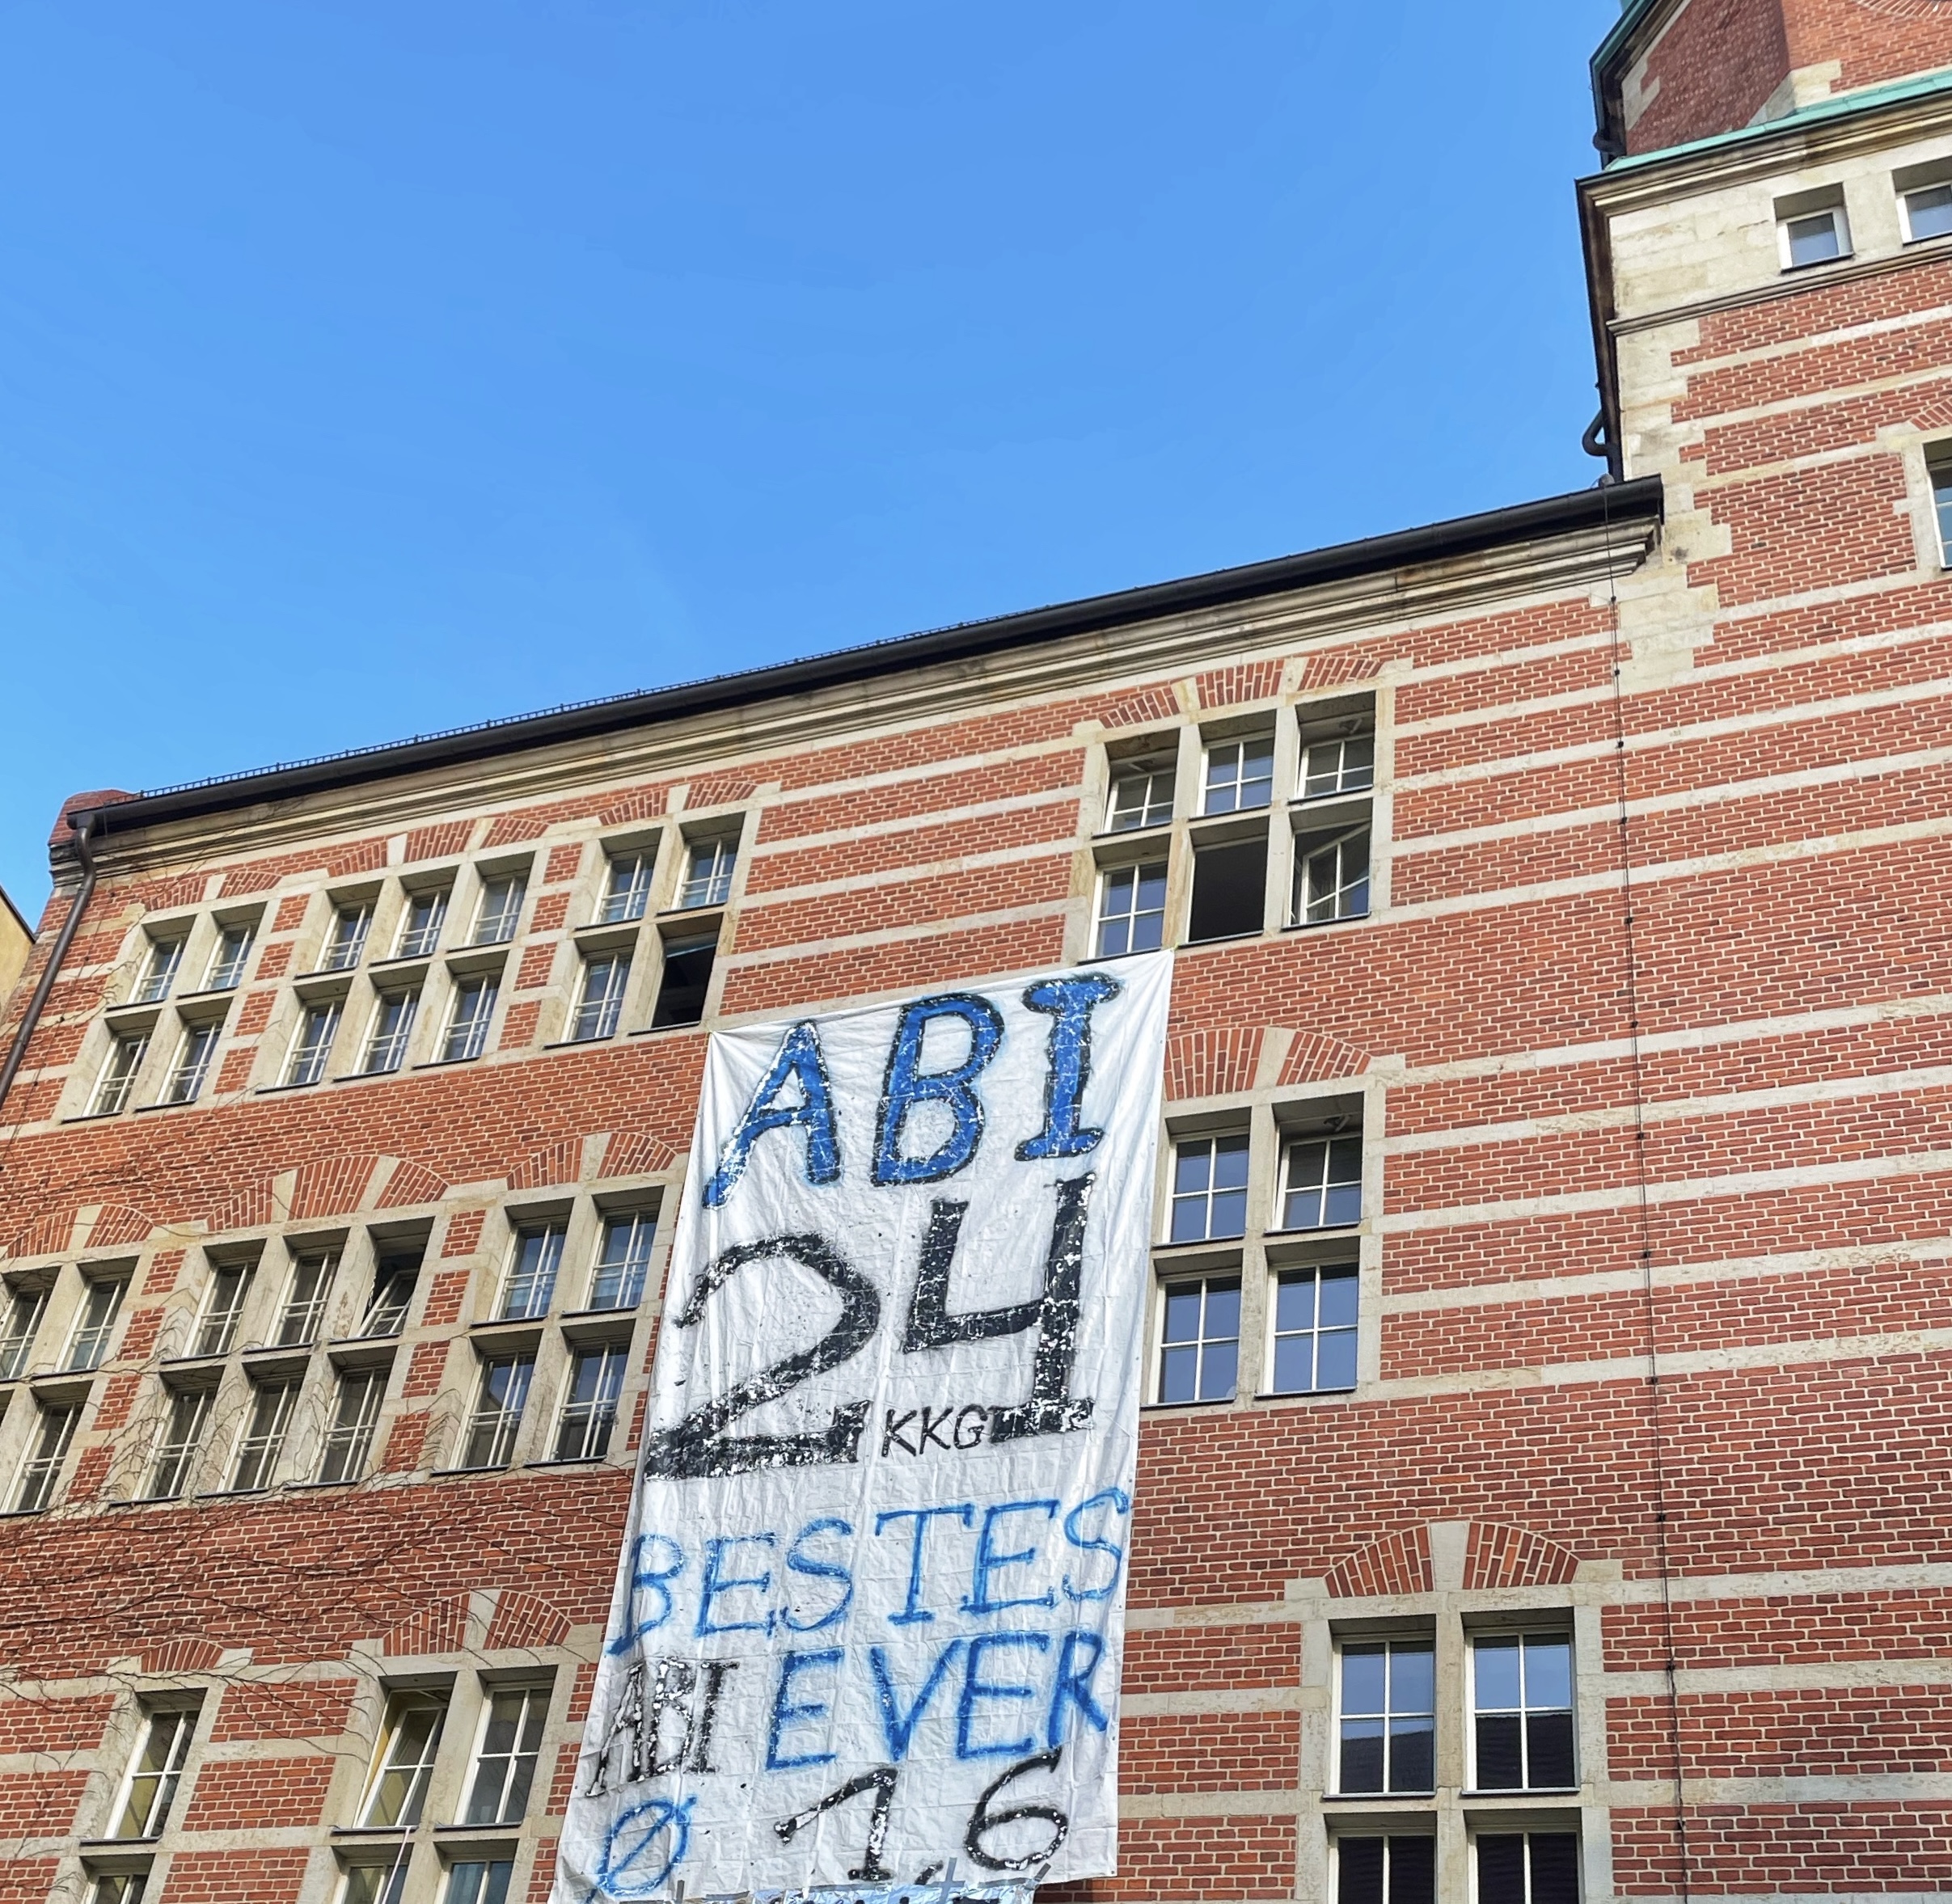 ABI
24
KKG
BESTES
ABI EVER
Ø 1,6